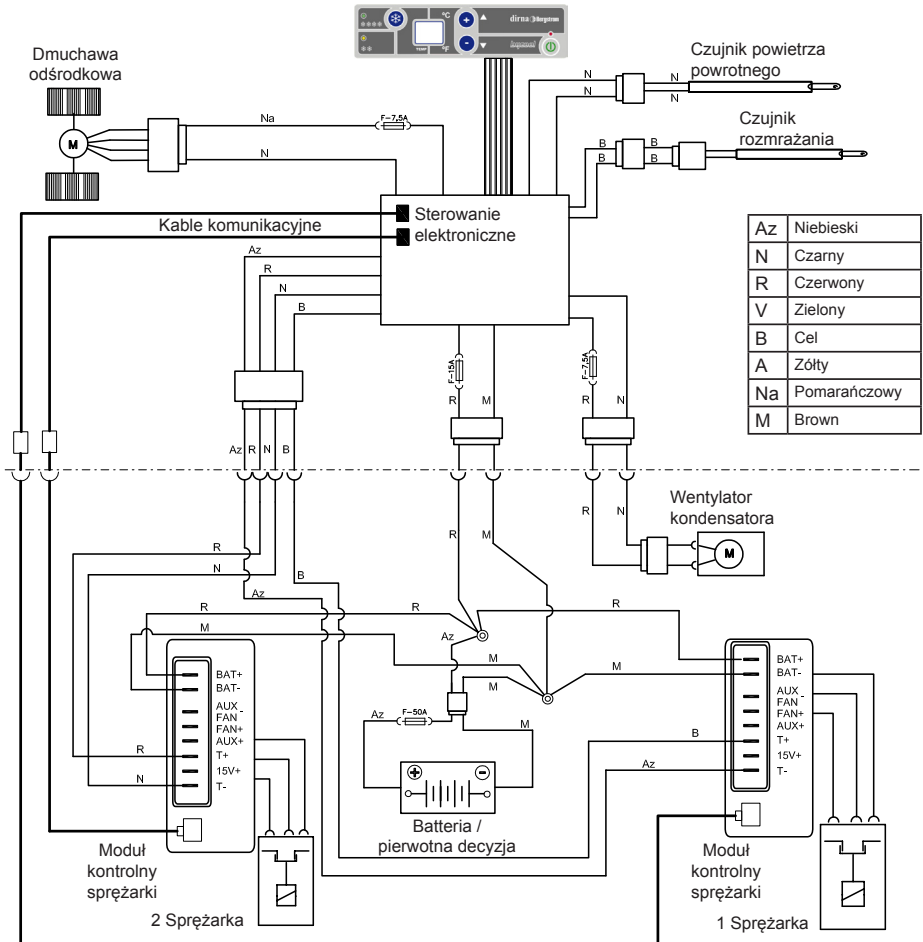 °C
°F
TEMP
dirna Bergstrom
Dmuchawa
odśrodkowa
M
Na
F-7,5A
N
N
N
N
N
Czujnik powietrza
powrotnego
B
B
B
B
Czujnik
rozmrażania
Kable komunikacyjne
Sterowanie
elektroniczne
Az
R
N
B
F-15A
F-7,5A
R
M
R
N
Az
R
N
B
Az Niebieski
N Czarny
R Czerwony
V Zielony
B Cel
A Zółty
Na Pomarańczowy
M Brown
R
M
R
N
Wentylator
kondensatora
M
R
N
B
Az
R
R
R
M
Az
M
M
M
Az
F-50A
M
BAT+
BAT-
AUX -
FAN
FAN+
AUX+
T+
15V+
T-
R
N
BAT+
BAT-
AUX -
FAN
FAN+
AUX+
T+
15V+
T-
B
Az
Batteria /
pierwotna decyzja
Moduł
kontrolny
sprężarki
2 Sprężarka
Moduł
kontrolny
sprężarki
1 Sprężarka